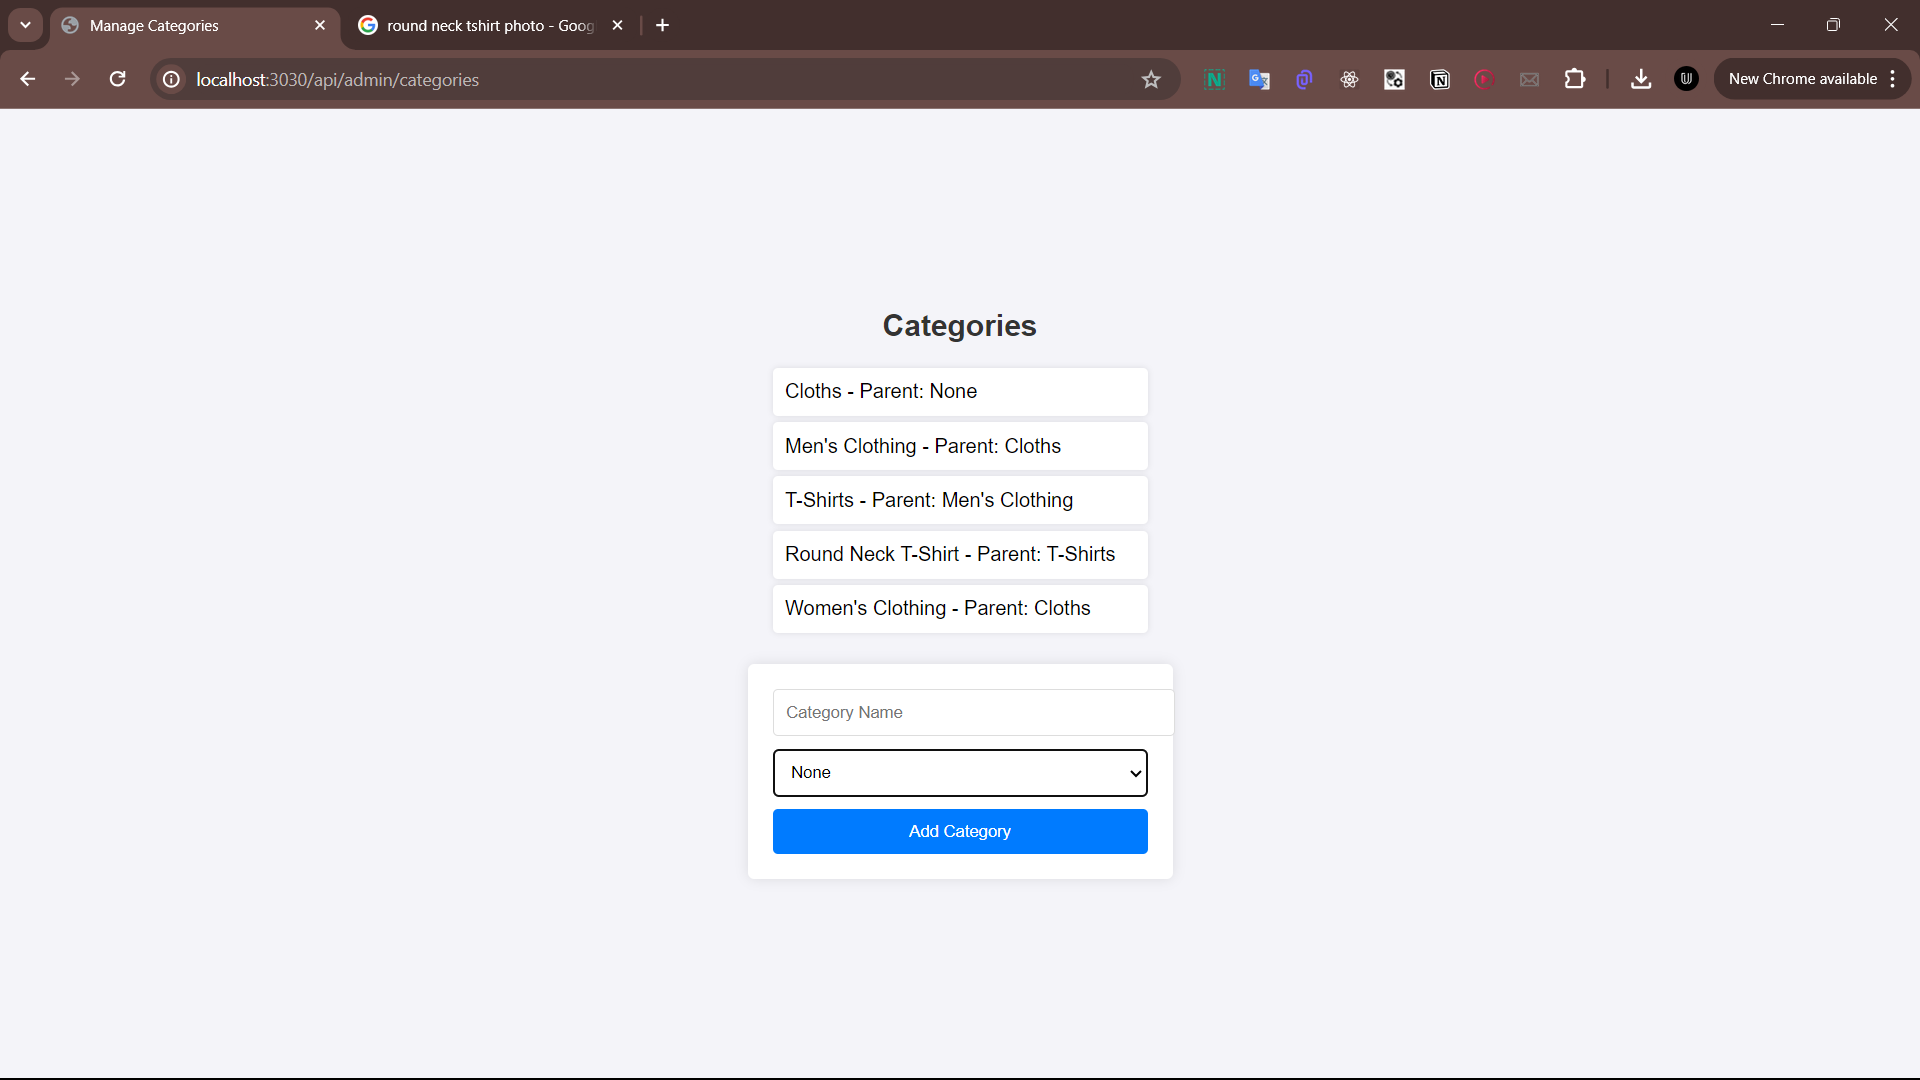 Manage Categories
round neck tshirt photo - Goog
localhost:3030/api/admin/categories
New Chrome available
Categories
Cloths - Parent: None
Men's Clothing - Parent: Cloths
T-Shirts - Parent: Men's Clothing
Round Neck T-Shirt - Parent: T-Shirts
Women's Clothing - Parent: Cloths
Category Name
None
Add Category